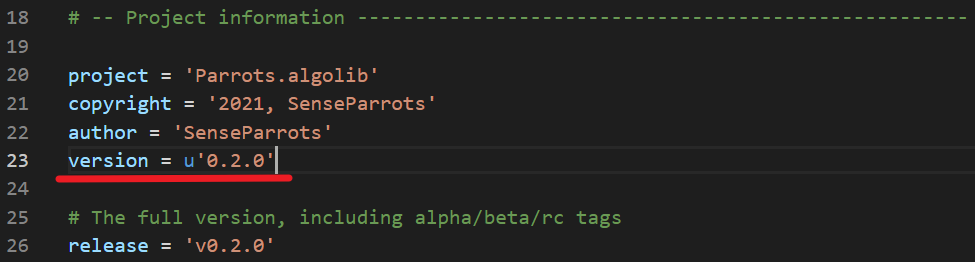 18 # -- Project information -----------------------------------------------------
19
20 project = 'Parrots.algolib'
21 copyright = '2021, SenseParrots'
22 author = 'SenseParrots'
23 version = u'0.2.0'
24
25 # The full version, including alpha/beta/rc tags
26 release = 'v0.2.0'